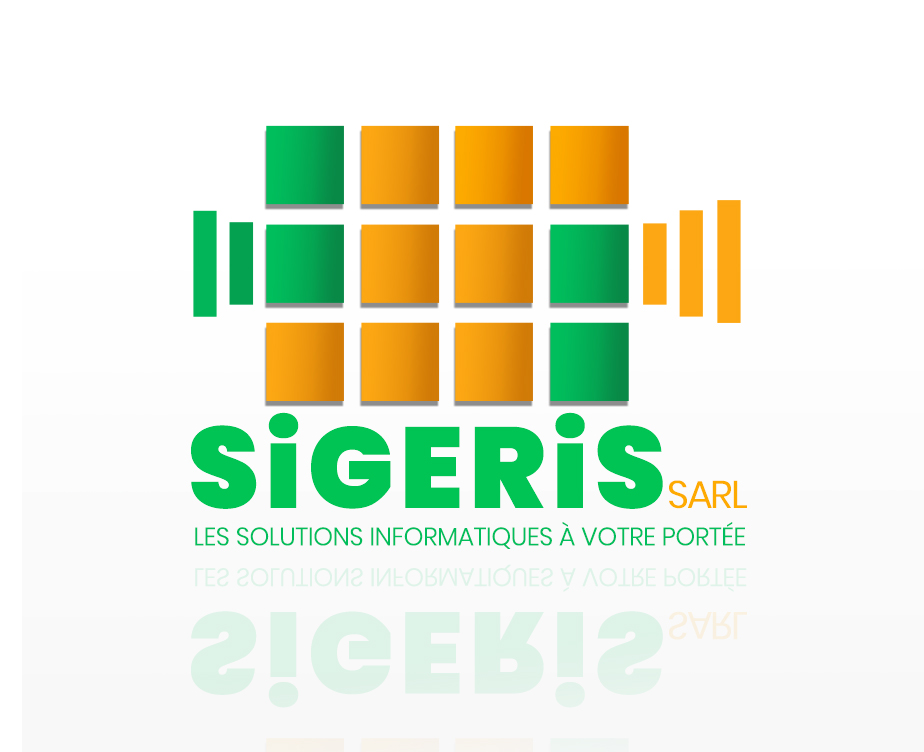 SiGERiS SARL
LES SOLUTIONS INFORMATIQUES À VOTRE PORTÉE